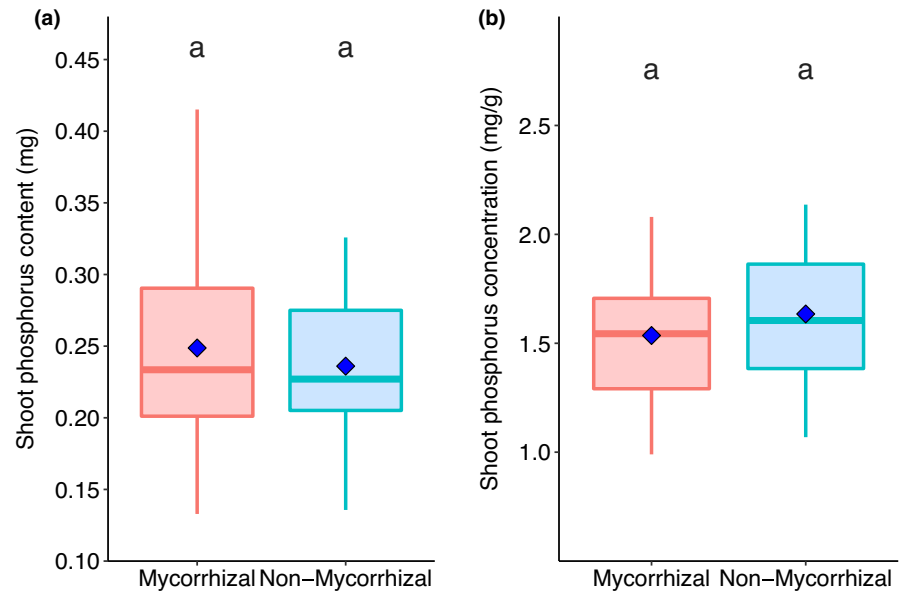 (a)
a a
Shoot phosphorus content (mg)
0.45
0.40
0.35
0.30
0.25
0.20
0.15
0.10
Mycorrhizal Non−Mycorrhizal
(b)
a a
Shoot phosphorus concentration (mg/g)
2.5
2.0
1.5
1.0
Mycorrhizal Non−Mycorrhizal